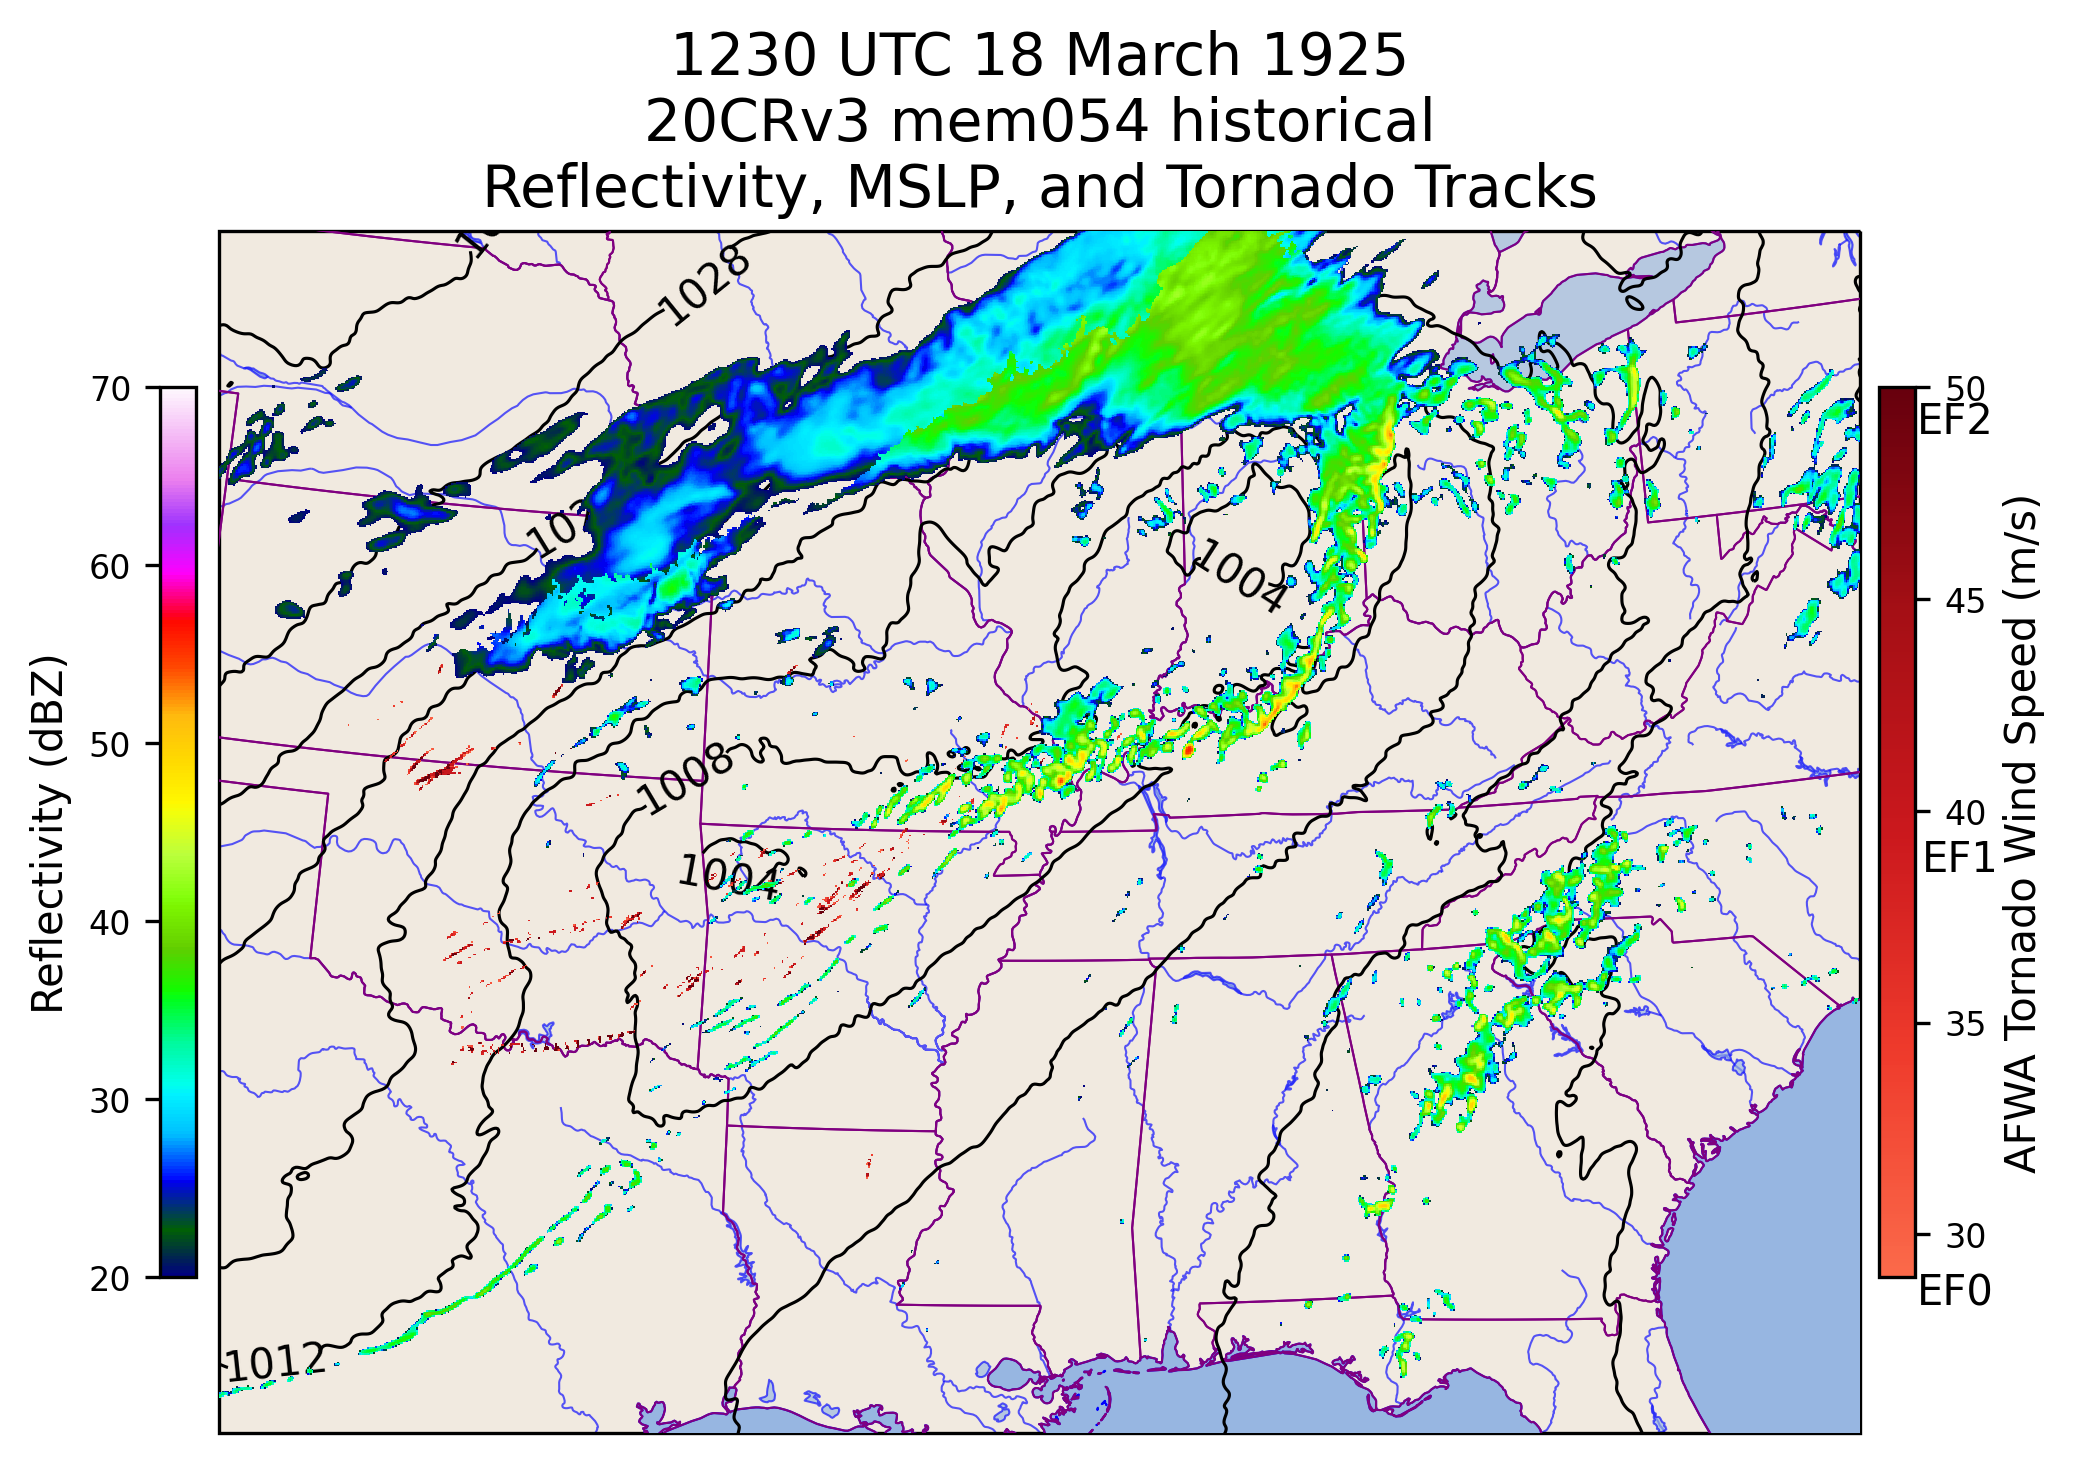 1230 UTC 18 March 1925
20CRv3 mem054 historical
Reflectivity, MSLP, and Tornado Tracks
1028
1004
1008
1004
1012
Reflectivity (dBZ)
70
60
50
40
30
20
50
EF2
45
40
EF1
35
30
EF0
AFWA Tornado Wind Speed (m/s)